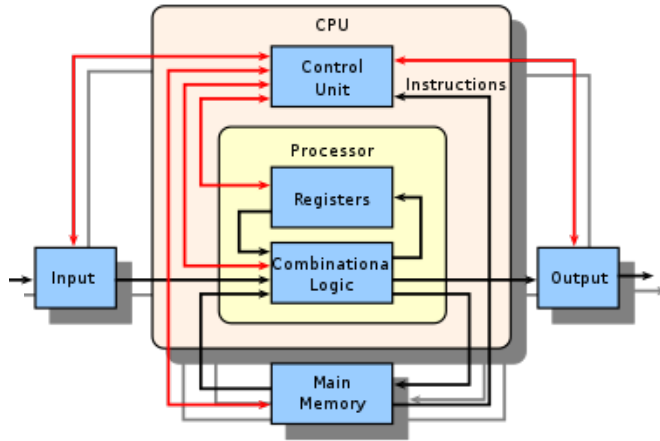 CPU
Control
Unit
Instructions
Processor
Registers
Combinationa
Logic
Input
Output
Main
Memory